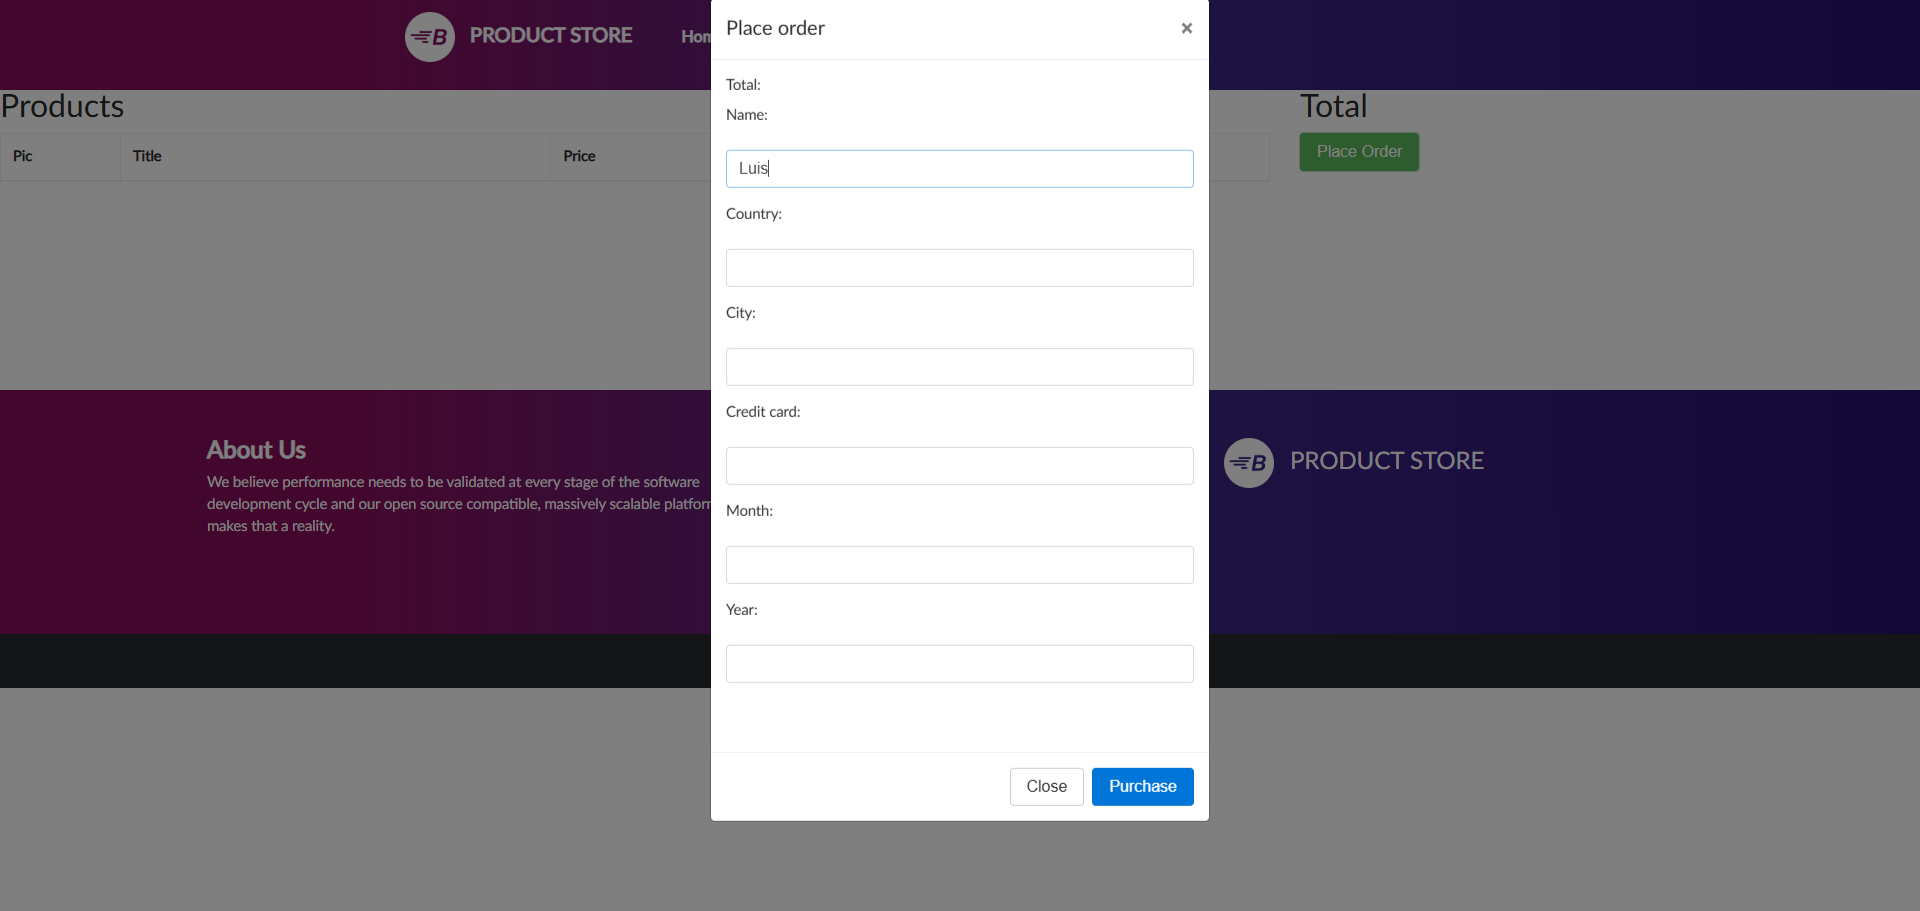 B PRODUCT STORE
Place order
×
Products
Pic
Title
Price
Total
Place Order
Total:
Name:
Luis
Country:
City:
Credit card:
Month:
Year:
Close
Purchase
About Us
We believe performance needs to be validated at every stage of the software
development cycle and our open source compatible, massively scalable
makes that a reality.
B PRODUCT STORE